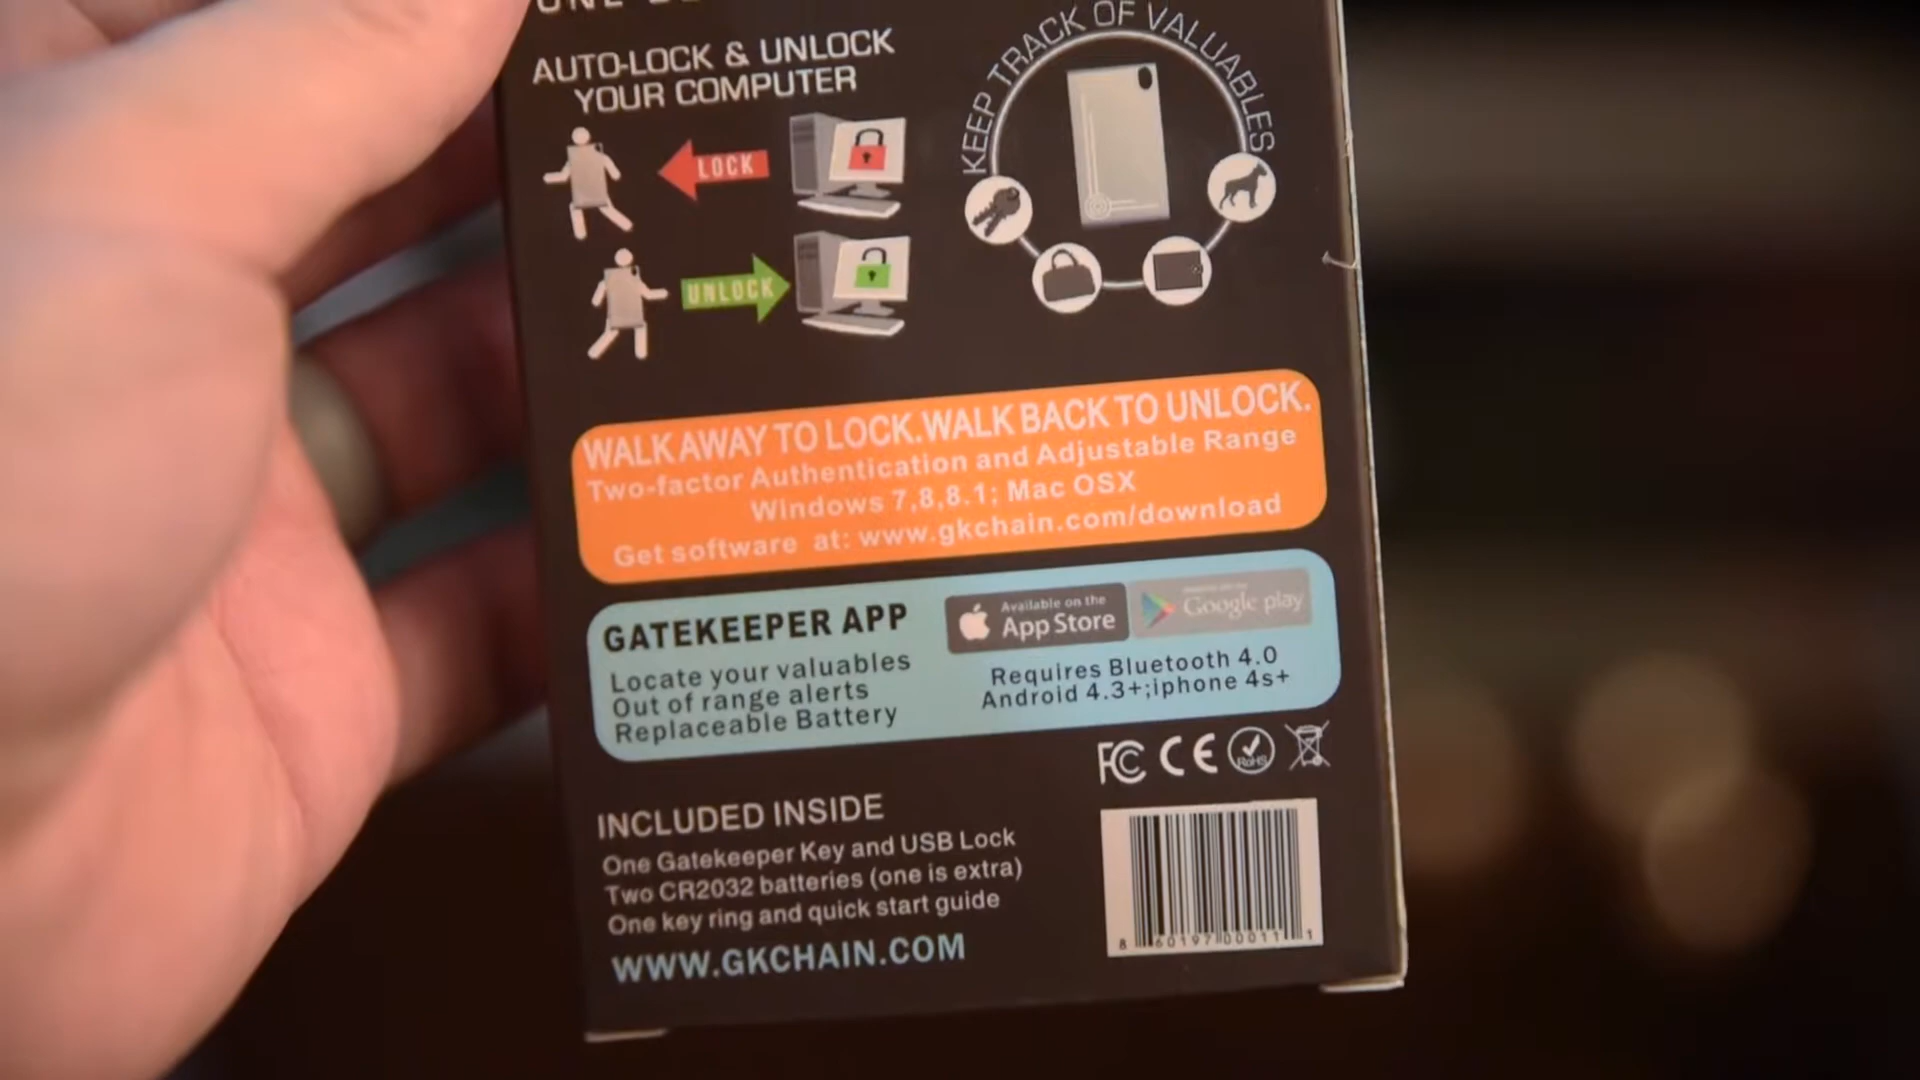 AUTO-LOCK & UNLOCK
YOUR COMPUTER
LOCK
UNLOCK
KEEP TRACK OF VALUABLES
WALK AWAY TO LOCK.WALK BACK TO UNLOCK.
Two-factor Authentication and Adjustable Range
Windows 7,8,8.1; Mac OSX
Get software at: www.gkchain.com/download
GATEKEEPER APP
Locate your valuables
Out of range alerts
Replaceable Battery
Available on the
App Store
Google play
Requires Bluetooth 4.0
Android 4.3+;iphone 4s+
FC CE RoHS
INCLUDED INSIDE
One Gatekeeper Key and USB Lock
Two CR2032 batteries (one is extra)
One key ring and quick start guide
WWW.GKCHAIN.COM
8 60197 00011 1